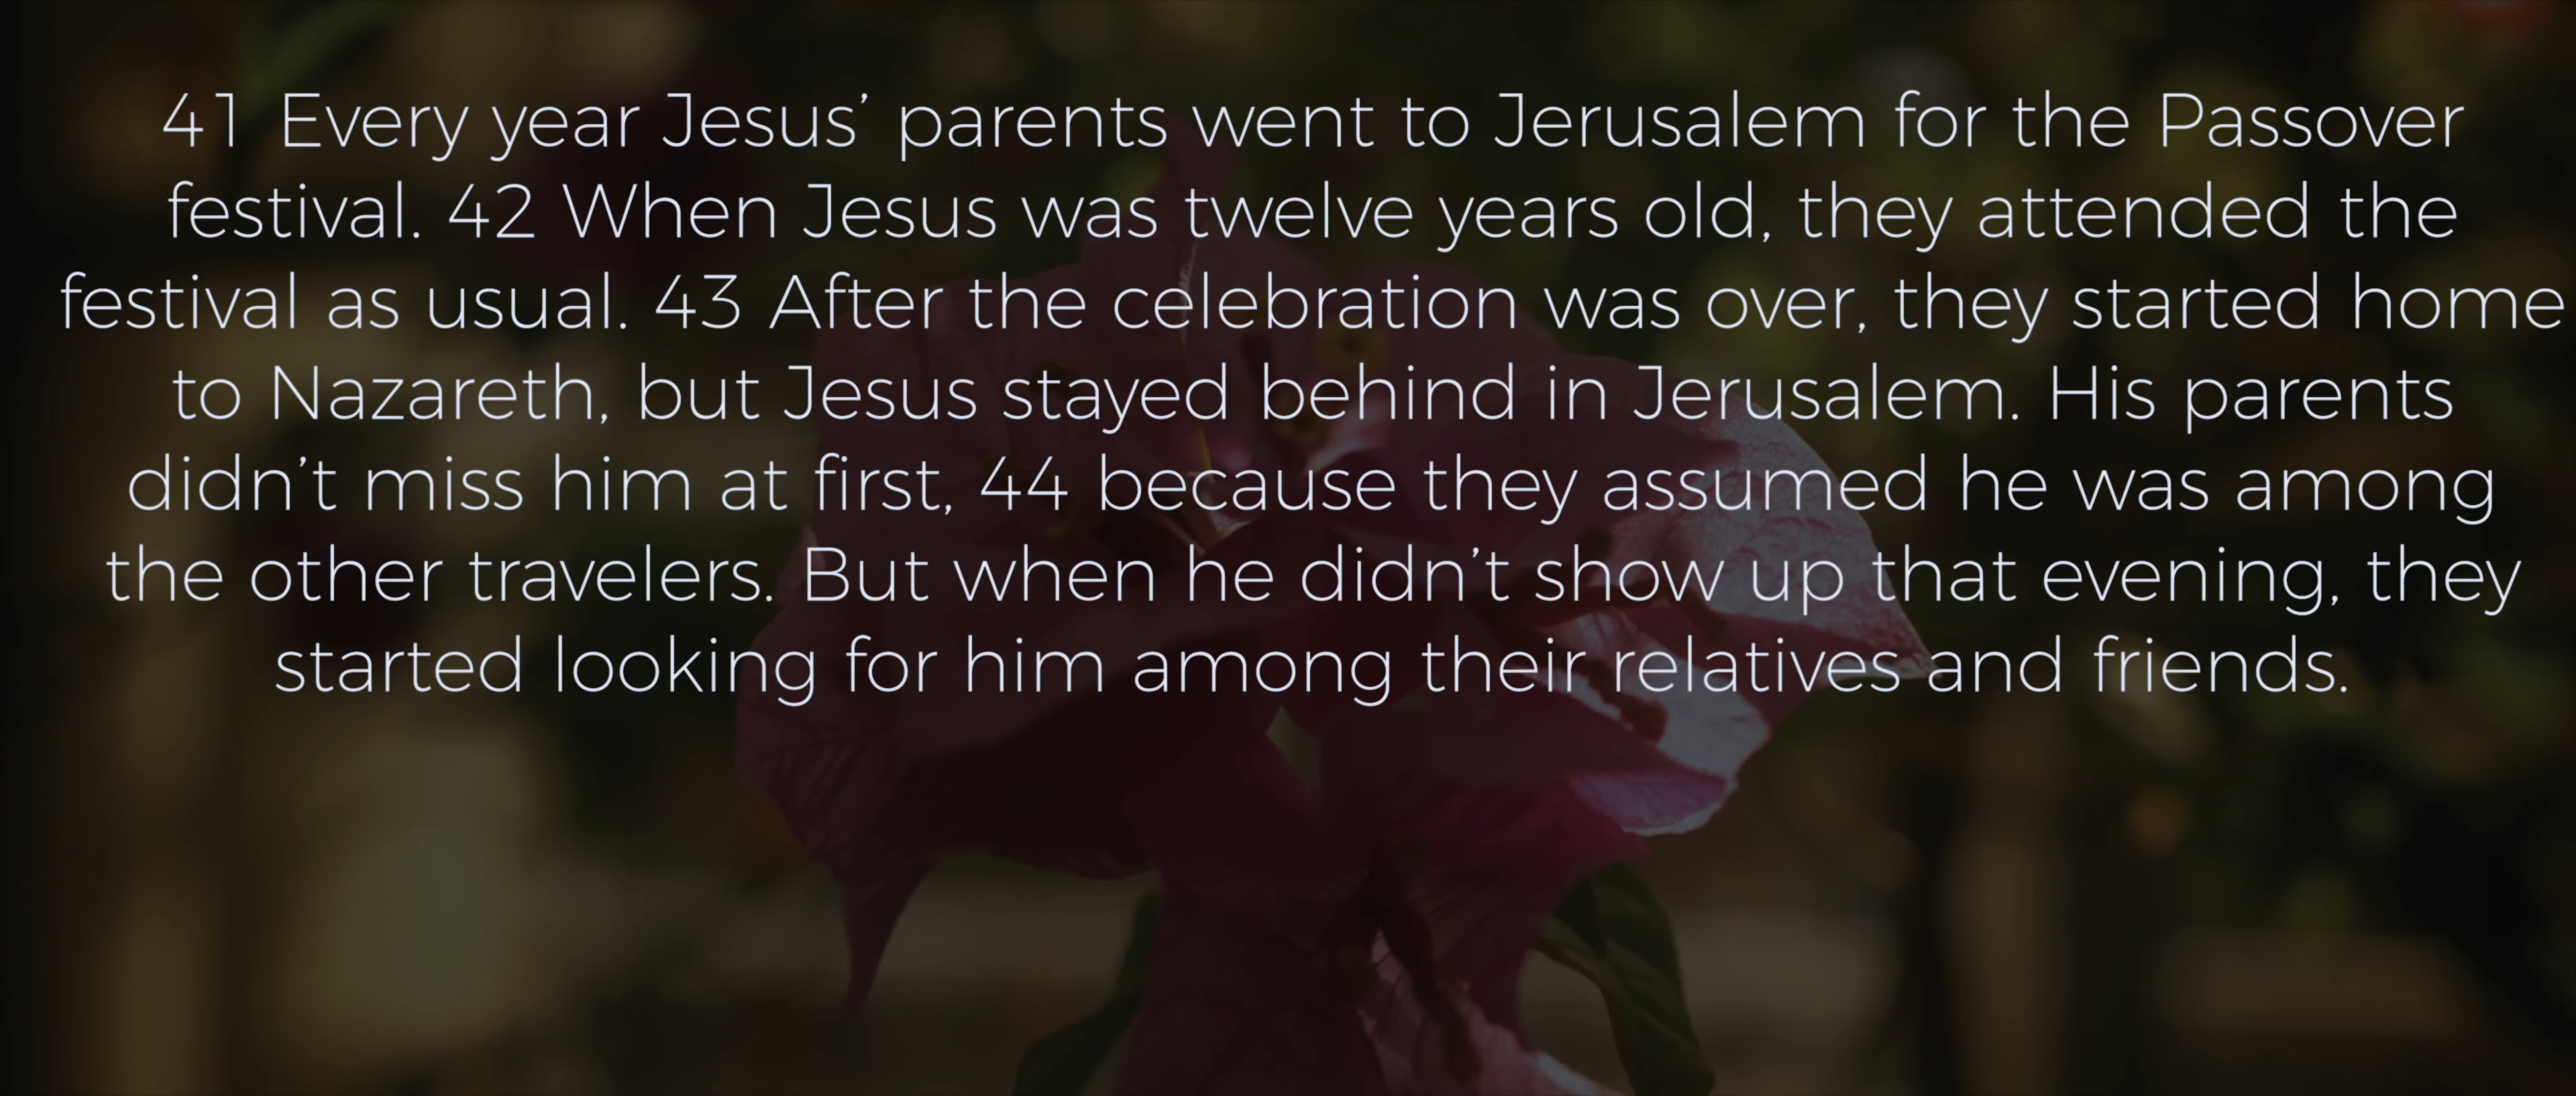 41 Every year Jesus’ parents went to Jerusalem for the Passover
festival. 42 When Jesus was twelve years old, they attended the
festival as usual. 43 After the celebration was over, they started home
to Nazareth, but Jesus stayed behind in Jerusalem. His parents
didn’t miss him at first, 44 because they assumed he was among
the other travelers. But when he didn’t show up that evening, they
started looking for him among their relatives and friends.